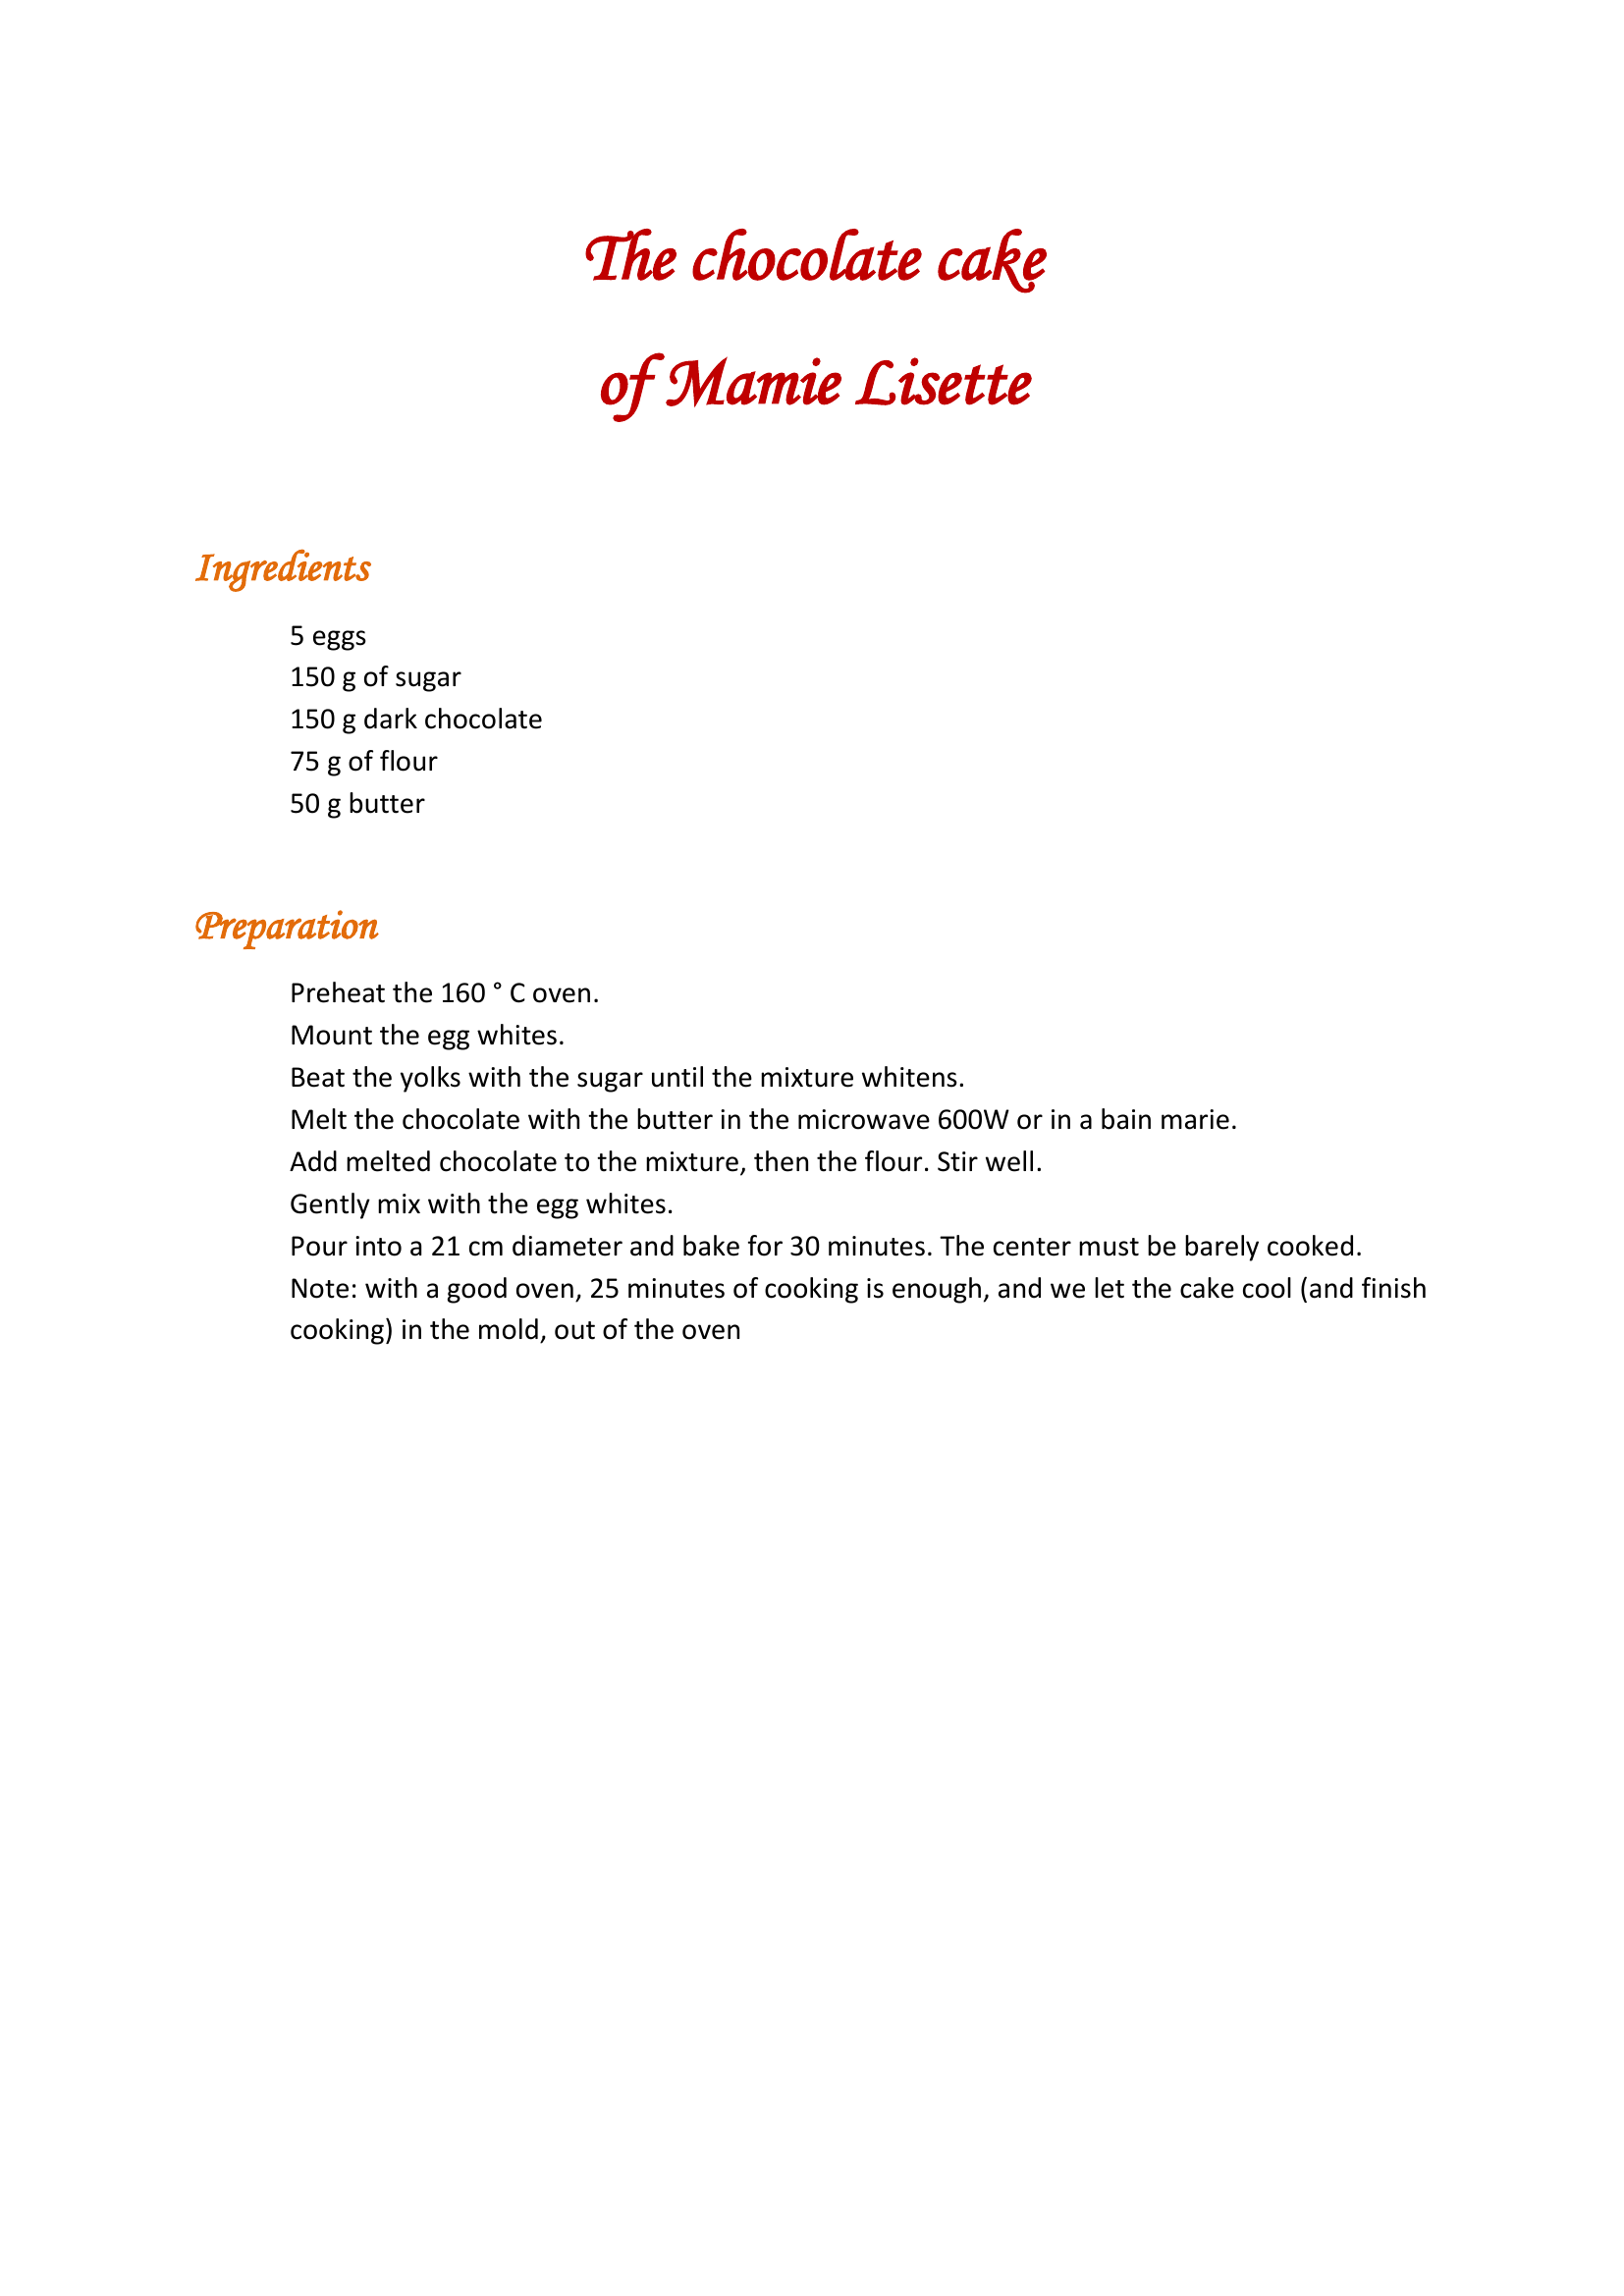 The chocolate cake
of Mamie Lisette
Ingredients
5 eggs
150 g of sugar
150 g dark chocolate
75 g of flour
50 g butter
Preparation
Preheat the 160 ° C oven.
Mount the egg whites.
Beat the yolks with the sugar until the mixture whitens.
Melt the chocolate with the butter in the microwave 600W or in a bain marie.
Add melted chocolate to the mixture, then the flour. Stir well.
Gently mix with the egg whites.
Pour into a 21 cm diameter and bake for 30 minutes. The center must be barely cooked.
Note: with a good oven, 25 minutes of cooking is enough, and we let the cake cool (and finish
cooking) in the mold, out of the oven